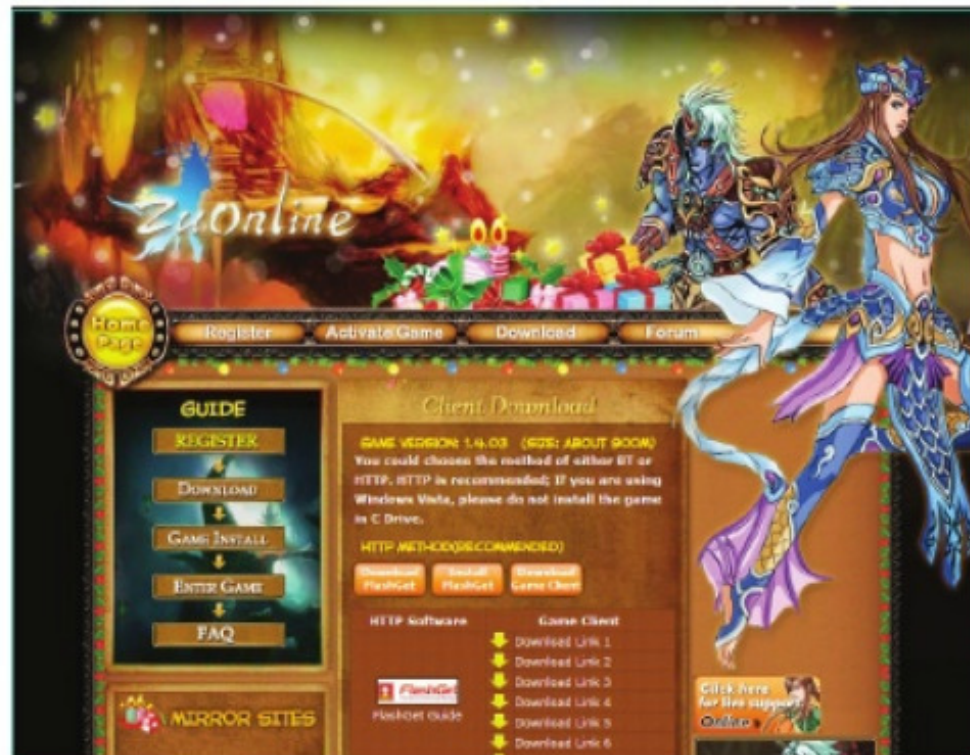 ZuOnline
Home
Page
Register
Activate Game
Download
Forum
GUIDE
REGISTER
DOWNLOAD
GAME INSTALL
ENTER GAME
FAQ
MIRROR SITES
Client Download
GAME VERSION: 1.4.03 (SIZE: ABOUT 800M)
You could choose the method of either BT or
HTTP. HTTP is recommended; If you are using
Windows Vista, please do not install the game
in C Drive.
HTTP METHOD(RECOMMENDED)
Download
FlashGet
Install
FlashGet
Download
Game Client
HTTP Software
Game Client
Download Link 1
Download Link 2
Download Link 3
Download Link 4
Download Link 5
Download Link 6
FlashGet
FlashGet Guide
Click here
for live support
Online